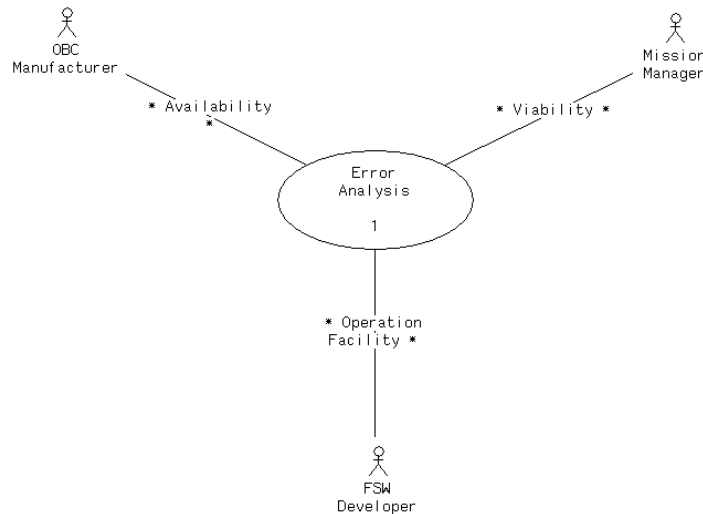 OBC
Manufacturer
Mission
Manager
* Availability
*
* Viability *
Error
Analysis
1
* Operation
Facility *
FSW
Developer